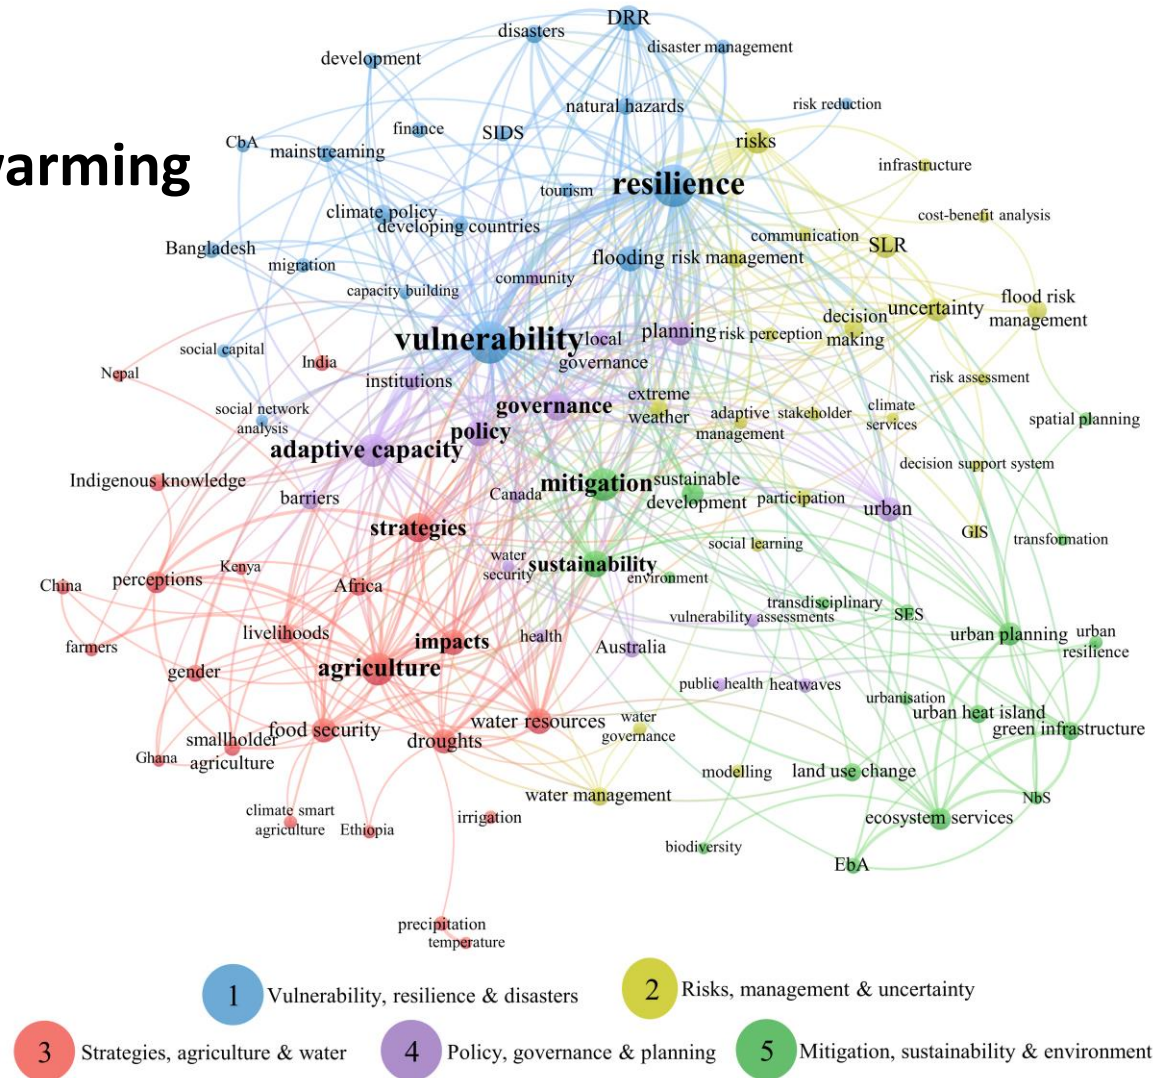 DRR
disasters
disaster management
development
natural hazards
risk reduction
finance
SIDS
risks
CbA
mainstreaming
warming
infrastructure
tourism
resilience
climate policy
developing countries
cost-benefit analysis
communication
SLR
Bangladesh
migration
flooding
risk management
community
capacity building
uncertainty
flood risk
management
decision
making
vulnerability
local
governance
planning
risk perception
social capital
India
Nepal
institutions
risk assessment
extreme
weather
governance
social network
analysis
adaptive
management
stakeholder
climate
services
spatial planning
policy
adaptive capacity
decision support system
Indigenous knowledge
mitigation
sustainable
development
barriers
Canada
participation
urban
strategies
GIS
transformation
social learning
water
security
sustainability
environment
Kenya
China
perceptions
Africa
transdisciplinary
vulnerability assessments
SES
livelihoods
impacts
health
Australia
urban planning
urban
resilience
farmers
agriculture
gender
public health
heatwaves
urbanisation
urban heat island
green infrastructure
food security
water resources
water
governance
smallholder
agriculture
droughts
Ghana
modelling
land use change
water management
NbS
climate smart
agriculture
Ethiopia
irrigation
ecosystem services
biodiversity
EbA
precipitation
temperature
1 Vulnerability, resilience & disasters
2 Risks, management & uncertainty
3 Strategies, agriculture & water
4 Policy, governance & planning
5 Mitigation, sustainability & environment